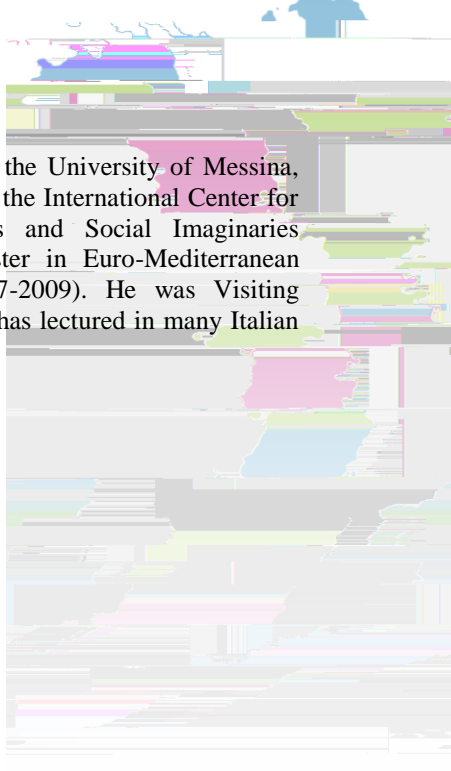 the University of Messina,
the International Center for
s and Social Imaginaries
ster in Euro-Mediterranean
7-2009). He was Visiting
has lectured in many Italian